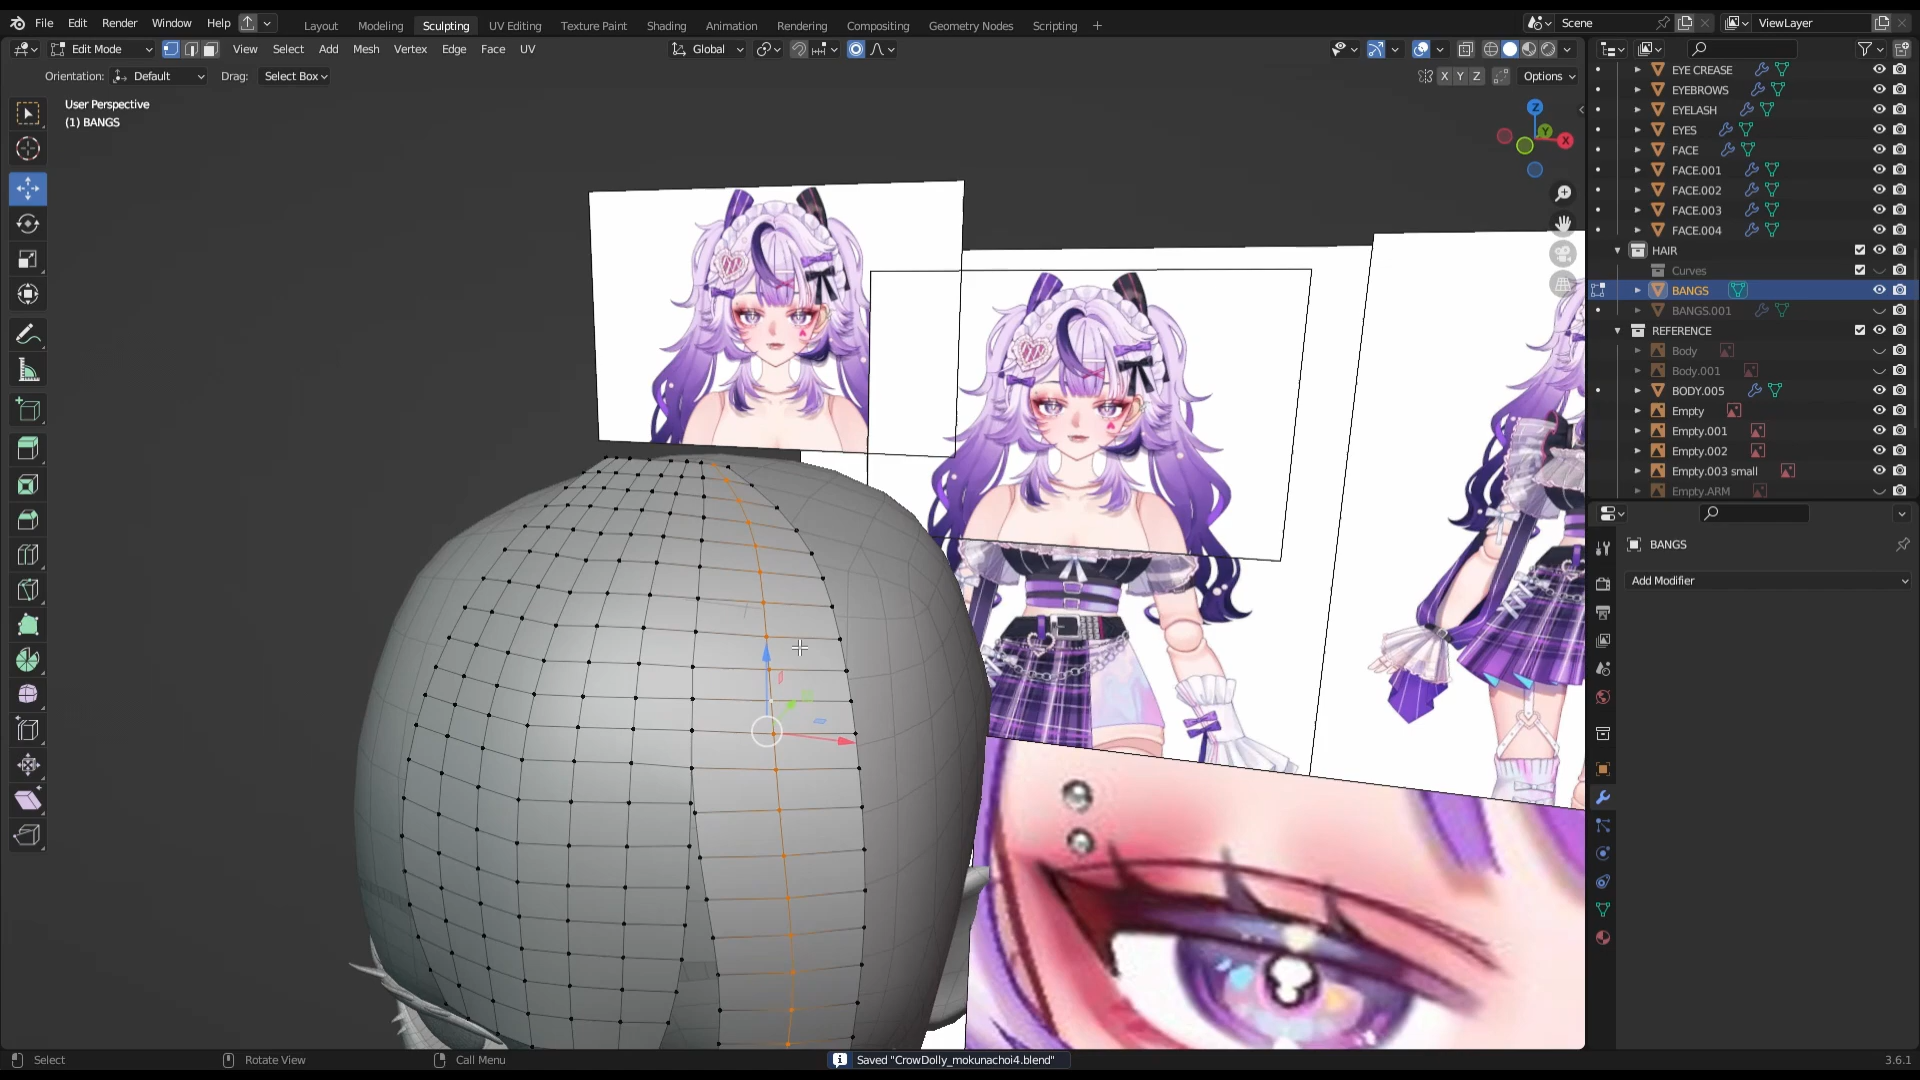 File Edit Render Window Help
Layout Modeling Sculpting UV Editing Texture Paint Shading Animation Rendering Compositing Geometry Nodes Scripting +
Scene
ViewLayer
Edit Mode View Select Add Mesh Vertex Edge Face UV
Global
Orientation: Default Drag: Select Box
X Y Z Options
User Perspective
(1) BANGS
Z
Y
X
EYE CREASE
EYEBROWS
EYELASH
EYES
FACE
FACE.001
FACE.002
FACE.003
FACE.004
HAIR
Curves
BANGS
BANGS.001
REFERENCE
Body
Body.001
BODY.005
Empty
Empty.001
Empty.002
Empty.003 small
Empty.ARM
BANGS
Add Modifier
Select
Rotate View
Call Menu
Saved "CrowDolly_mokunachoi4.blend"
3.6.1